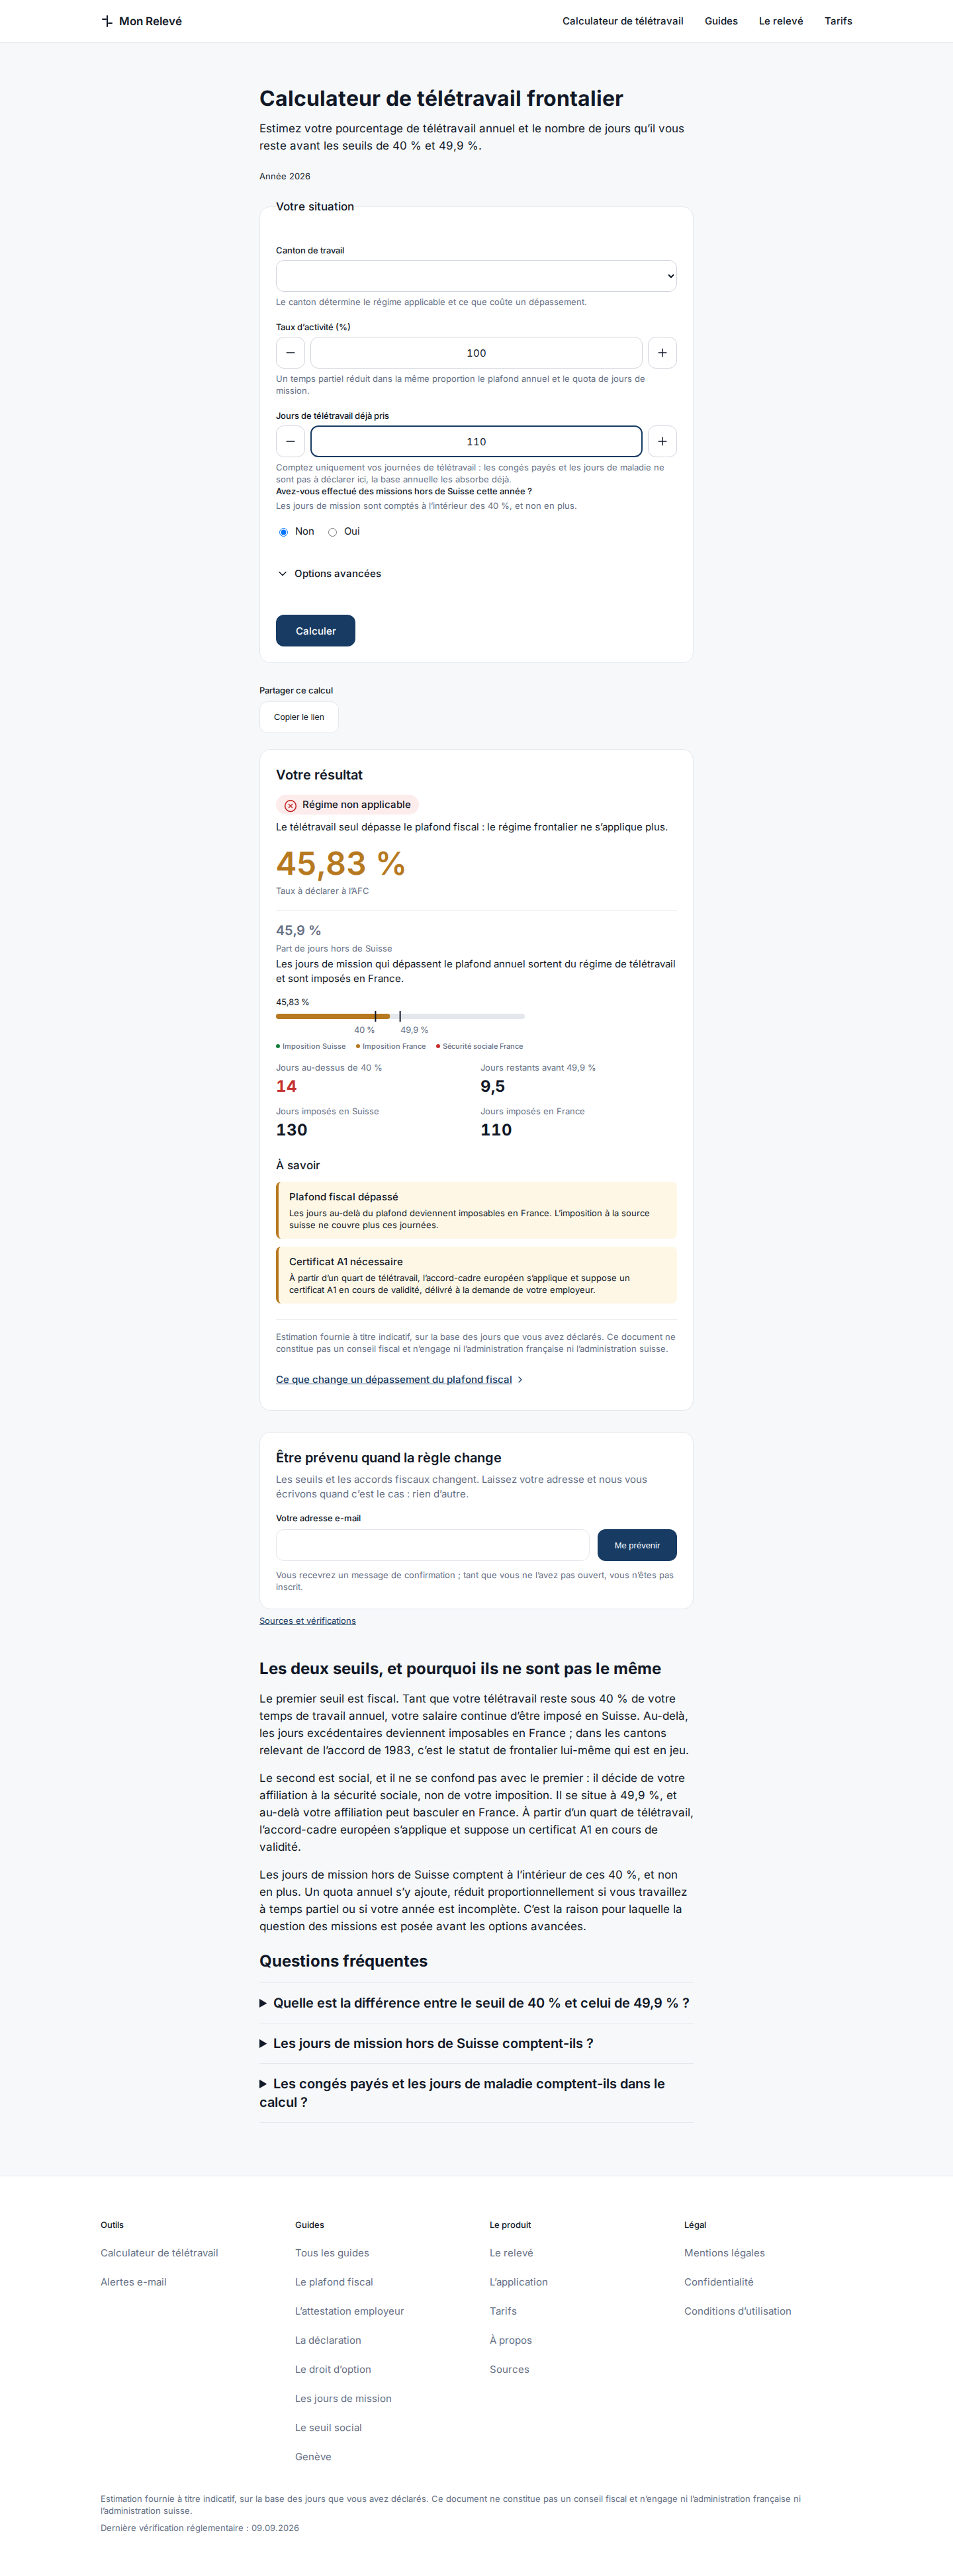 Mon Relevé
Calculateur de télétravail
Guides
Le relevé
Tarifs
Calculateur de télétravail frontalier
Estimez votre pourcentage de télétravail annuel et le nombre de jours qu’il vous
reste avant les seuils de 40 % et 49,9 %.
Année 2026
Votre situation
Canton de travail
Le canton détermine le régime applicable et ce que coûte un dépassement.
Taux d’activité (%)
100
Un temps partiel réduit dans la même proportion le plafond annuel et le quota de jours de
mission.
Jours de télétravail déjà pris
110
Comptez uniquement vos journées de télétravail : les congés payés et les jours de maladie ne
sont pas à déclarer ici, la base annuelle les absorbe déjà.
Avez-vous effectué des missions hors de Suisse cette année ?
Les jours de mission sont comptés à l’intérieur des 40 %, et non en plus.
Non
Oui
Options avancées
Calculer
Partager ce calcul
Copier le lien
Votre résultat
Régime non applicable
Le télétravail seul dépasse le plafond fiscal : le régime frontalier ne s’applique plus.
45,83 %
Taux à déclarer à l’AFC
45,9 %
Part de jours hors de Suisse
Les jours de mission qui dépassent le plafond annuel sortent du régime de télétravail
et sont imposés en France.
45,83 %
40 %
49,9 %
Imposition Suisse
Imposition France
Sécurité sociale France
Jours au-dessus de 40 %
Jours restants avant 49,9 %
14
9,5
Jours imposés en Suisse
Jours imposés en France
130
110
À savoir
Plafond fiscal dépassé
Les jours au-delà du plafond deviennent imposables en France. L’imposition à la source
suisse ne couvre plus ces journées.
Certificat A1 nécessaire
À partir d’un quart de télétravail, l’accord-cadre européen s’applique et suppose un
certificat A1 en cours de validité, délivré à la demande de votre employeur.
Estimation fournie à titre indicatif, sur la base des jours que vous avez déclarés. Ce document ne
constitue pas un conseil fiscal et n’engage ni l’administration française ni l’administration suisse.
Ce que change un dépassement du plafond fiscal
Être prévenu quand la règle change
Les seuils et les accords fiscaux changent. Laissez votre adresse et nous vous
écrivons quand c’est le cas : rien d’autre.
Votre adresse e-mail
Me prévenir
Vous recevrez un message de confirmation ; tant que vous ne l’avez pas ouvert, vous n’êtes pas
inscrit.
Sources et vérifications
Les deux seuils, et pourquoi ils ne sont pas le même
Le premier seuil est fiscal. Tant que votre télétravail reste sous 40 % de votre
temps de travail annuel, votre salaire continue d’être imposé en Suisse. Au-delà,
les jours excédentaires deviennent imposables en France ; dans les cantons
relevant de l’accord de 1983, c’est le statut de frontalier lui-même qui est en jeu.
Le second est social, et il ne se confond pas avec le premier : il décide de votre
affiliation à la sécurité sociale, non de votre imposition. Il se situe à 49,9 %, et
au-delà votre affiliation peut basculer en France. À partir d’un quart de télétravail,
l’accord-cadre européen s’applique et suppose un certificat A1 en cours de
validité.
Les jours de mission hors de Suisse comptent à l’intérieur de ces 40 %, et non
en plus. Un quota annuel s’y ajoute, réduit proportionnellement si vous travaillez
à temps partiel ou si votre année est incomplète. C’est la raison pour laquelle la
question des missions est posée avant les options avancées.
Questions fréquentes
Quelle est la différence entre le seuil de 40 % et celui de 49,9 % ?
Les jours de mission hors de Suisse comptent-ils ?
Les congés payés et les jours de maladie comptent-ils dans le
calcul ?
Outils
Calculateur de télétravail
Alertes e-mail
Guides
Tous les guides
Le plafond fiscal
L’attestation employeur
La déclaration
Le droit d’option
Les jours de mission
Le seuil social
Genève
Le produit
Le relevé
L’application
Tarifs
À propos
Sources
Légal
Mentions légales
Confidentialité
Conditions d’utilisation
Estimation fournie à titre indicatif, sur la base des jours que vous avez déclarés. Ce document ne constitue pas un conseil fiscal et n’engage ni l’administration française ni
l’administration suisse.
Dernière vérification réglementaire : 09.09.2026